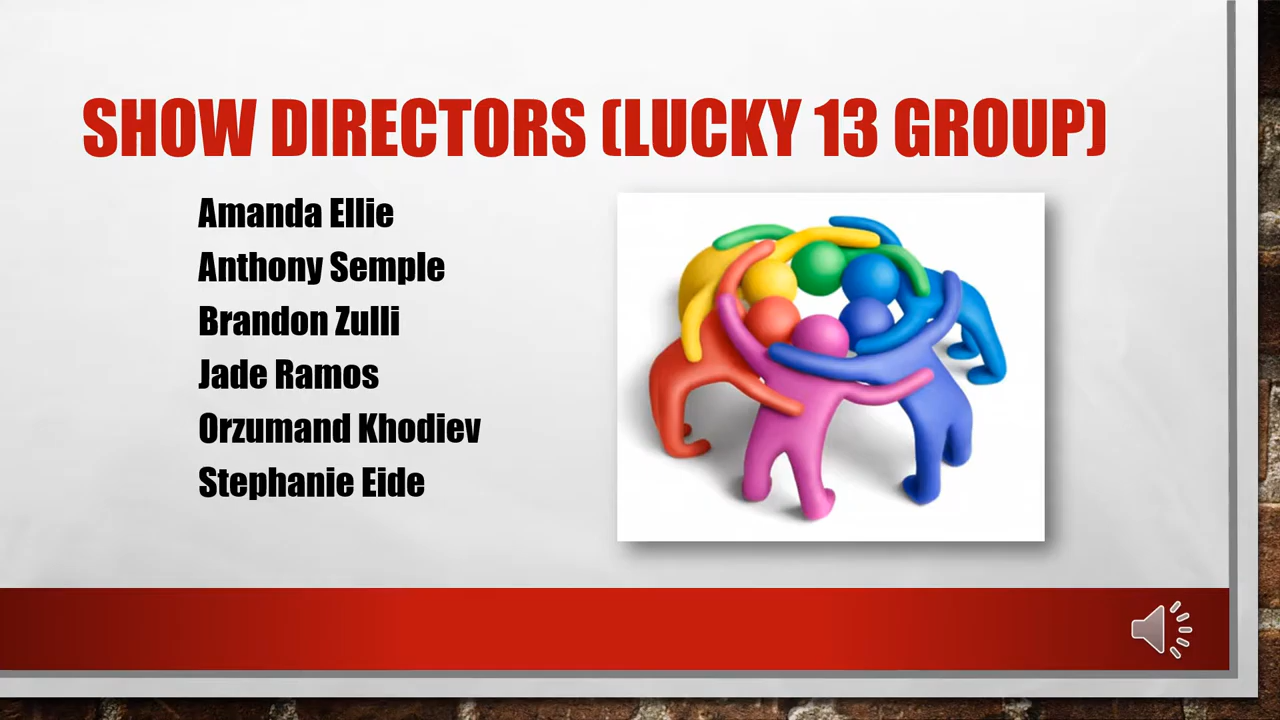 SHOW DIRECTORS (LUCKY 13 GROUP)
Amanda Ellie
Anthony Semple
Brandon Zulli
Jade Ramos
Orzumand Khodiev
Stephanie Eide